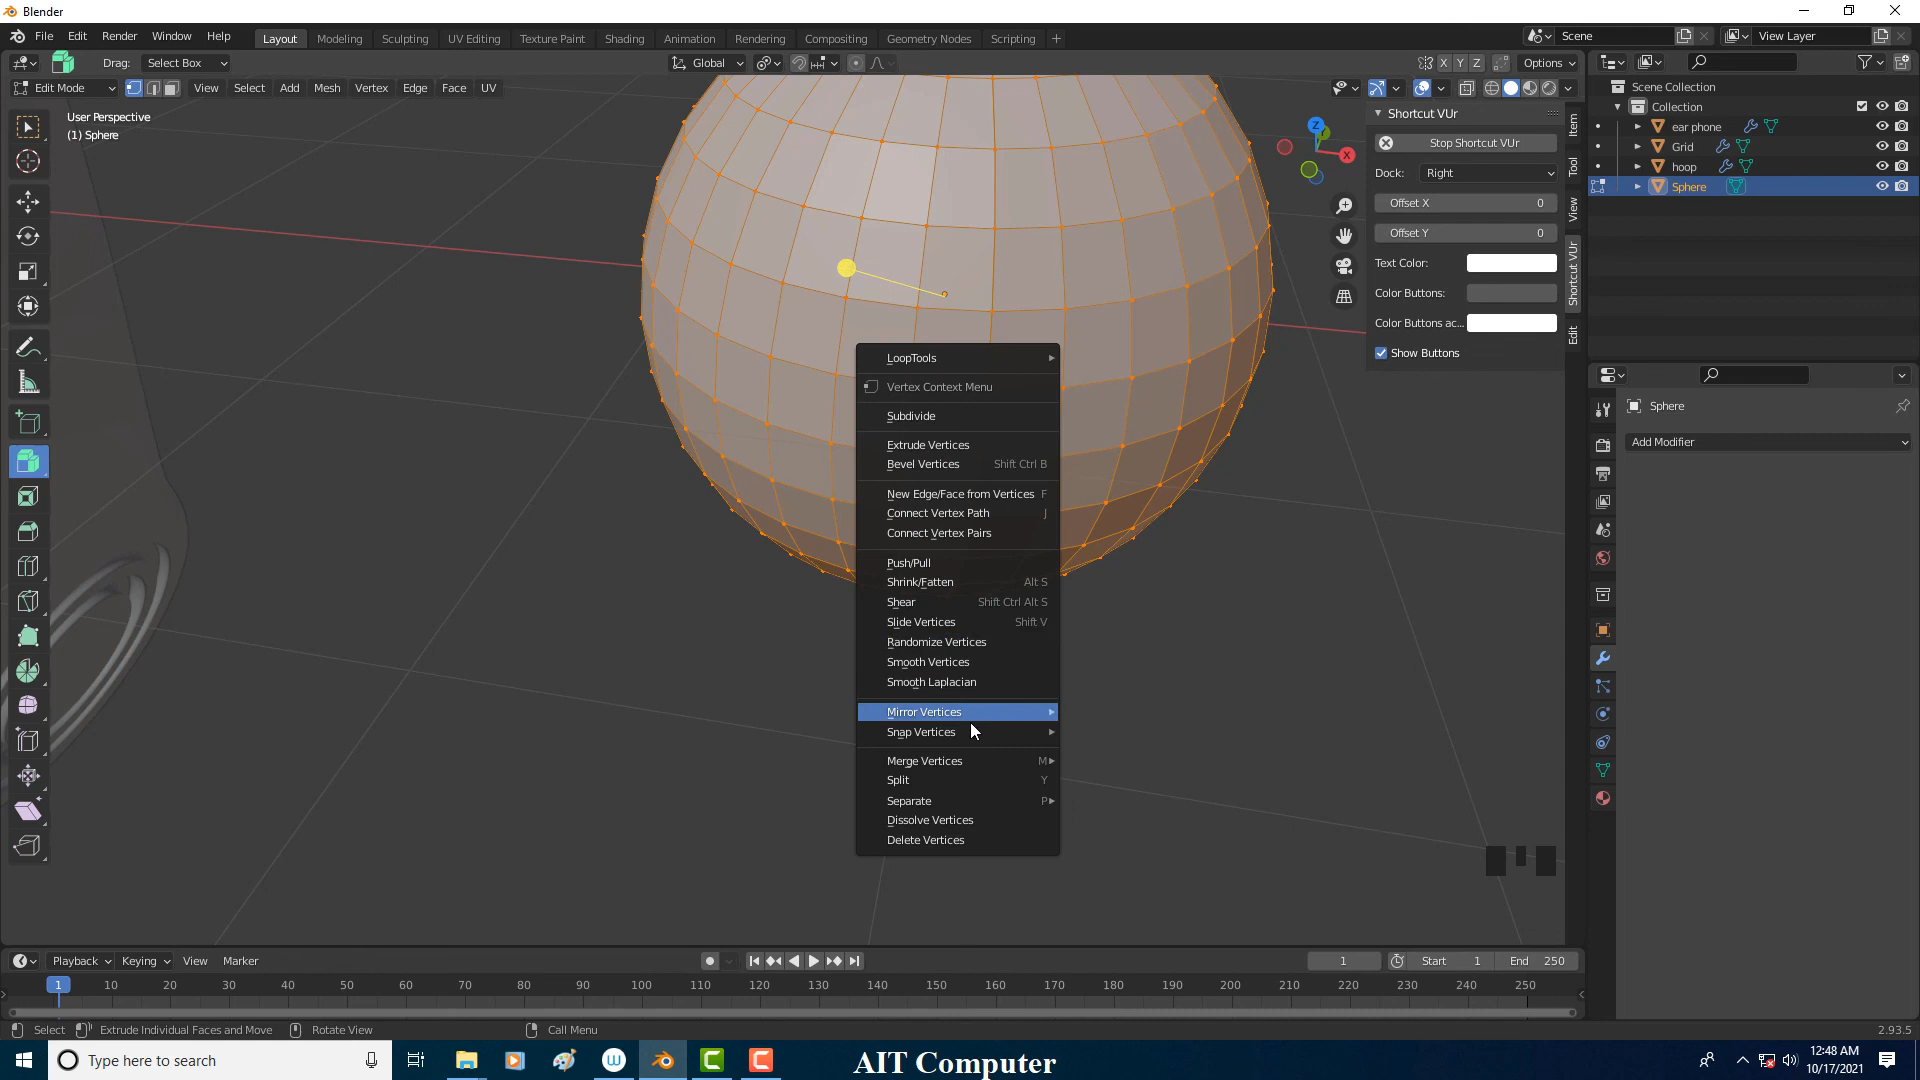 Blender
File Edit Render Window Help
Layout Modeling Sculpting UV Editing Texture Paint Shading Animation Rendering Compositing Geometry Nodes Scripting +
Scene
View Layer
Drag: Select Box
Global
X Y Z
Options
Edit Mode View Select Add Mesh Vertex Edge Face UV
User Perspective
(1) Sphere
Scene Collection
Collection
ear phone
Grid
hoop
Sphere
Shortcut VUr
Stop Shortcut VUr
Dock: Right
Offset X 0
Offset Y 0
Text Color:
Color Buttons:
Color Buttons ac...
Show Buttons
Item
Tool
View
Shortcut VUr
Edit
Z
X
LoopTools
Vertex Context Menu
Subdivide
Extrude Vertices
Bevel Vertices Shift Ctrl B
New Edge/Face from Vertices F
Connect Vertex Path J
Connect Vertex Pairs
Push/Pull
Shrink/Fatten Alt S
Shear Shift Ctrl Alt S
Slide Vertices Shift V
Randomize Vertices
Smooth Vertices
Smooth Laplacian
Mirror Vertices
Snap Vertices
Merge Vertices M
Split Y
Separate P
Dissolve Vertices
Delete Vertices
Sphere
Add Modifier
Playback Keying View Marker
1
Start 1
End 250
1 10 20 30 40 50 60 70 80 90 100 110 120 130 140 150 160 170 180 190 200 210 220 230 240 250
Select Extrude Individual Faces and Move Rotate View Call Menu
2.93.5
Type here to search
AIT Computer
12:48 AM
10/17/2021